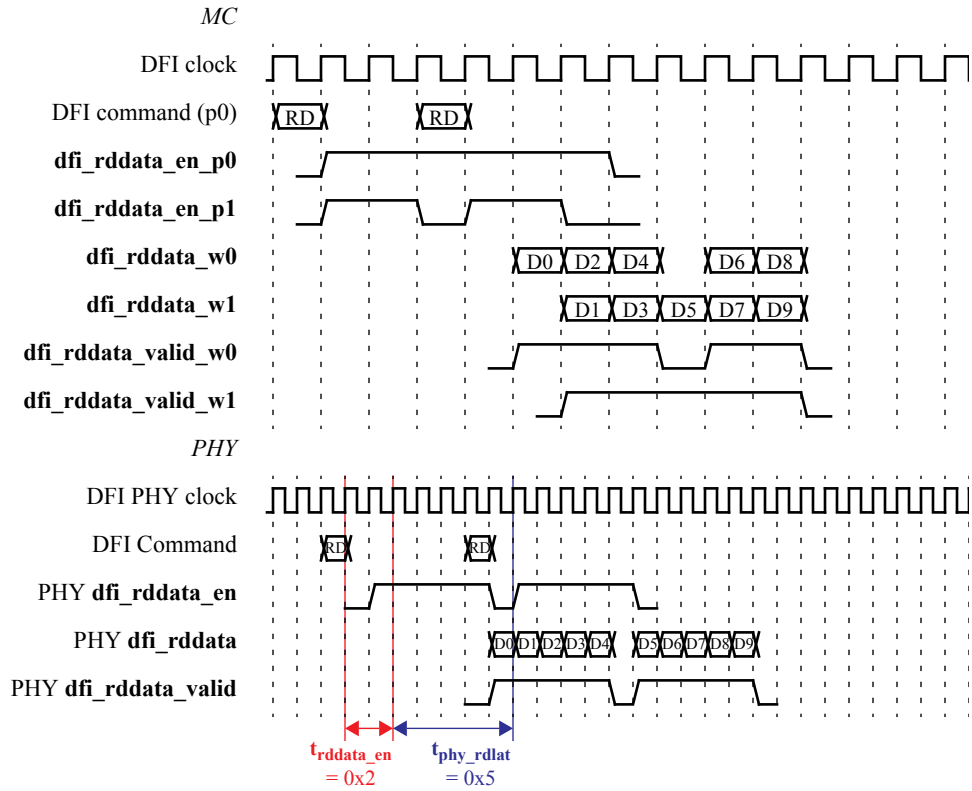 MC
DFI clock
DFI command (p0) RD RD
dfi_rddata_en_p0
dfi_rddata_en_p1
dfi_rddata_w0 D0 D2 D4 D6 D8
dfi_rddata_w1 D1 D3 D5 D7 D9
dfi_rddata_valid_w0
dfi_rddata_valid_w1
PHY
DFI PHY clock
DFI Command RD RD
PHY dfi_rddata_en
PHY dfi_rddata D0 D1 D2 D3 D4 D5 D6 D7 D8 D9
PHY dfi_rddata_valid
trddata_en tphy_rdlat
= 0x2 = 0x5